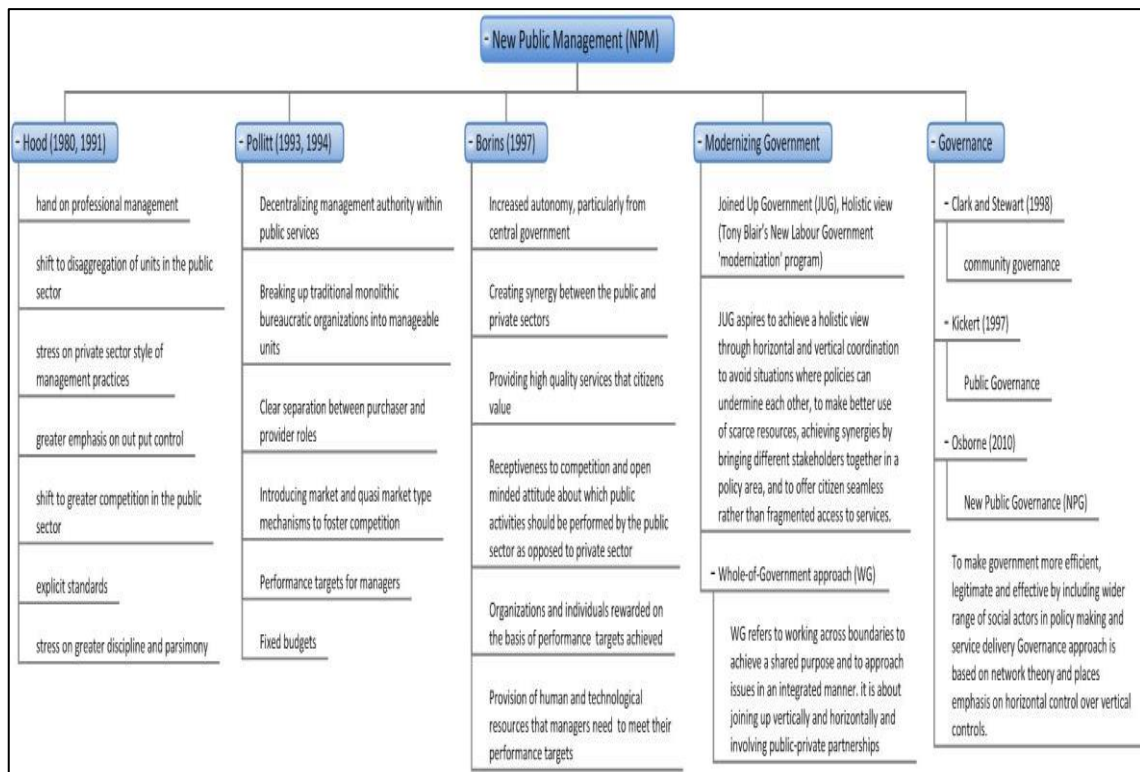 - New Public Management (NPM)
- Hood (1980, 1991)
hand on professional management
shift to disaggregation of units in the public
sector
stress on private sector style of
management practices
greater emphasis on out put control
shift to greater competition in the public
sector
explicit standards
stress on greater discipline and parsimony
- Pollitt (1993, 1994)
Decentralizing management authority within
public services
Breaking up traditional monolithic
bureaucratic organizations into manageable
units
Clear separation between purchaser and
provider roles
Introducing market and quasi market type
mechanisms to foster competition
Performance targets for managers
Fixed budgets
- Borins (1997)
Increased autonomy, particularly from
central government
Creating synergy between the public and
private sectors
Providing high quality services that citizens
value
Receptiveness to competition and open
minded attitude about which public
activities should be performed by the public
sector as opposed to private sector
Organizations and individuals rewarded on
the basis of performance targets achieved
Provision of human and technological
resources that managers need to meet their
performance targets
- Modernizing Government
Joined Up Government (JUG), Holistic view
(Tony Blair's New Labour Government
'modernization' program)
JUG aspires to achieve a holistic view
through horizontal and vertical coordination
to avoid situations where policies can
undermine each other, to make better use
of scarce resources, achieving synergies by
bringing different stakeholders together in a
policy area, and to offer citizen seamless
rather than fragmented access to services.
- Whole-of-Government approach (WG)
WG refers to working across boundaries to
achieve a shared purpose and to approach
issues in an integrated manner. it is about
joining up vertically and horizontally and
involving public-private partnerships
- Governance
- Clark and Stewart (1998)
community governance
- Kickert (1997)
Public Governance
- Osborne (2010)
New Public Governance (NPG)
To make government more efficient,
legitimate and effective by including wider
range of social actors in policy making and
service delivery Governance approach is
based on network theory and places
emphasis on horizontal control over vertical
controls.